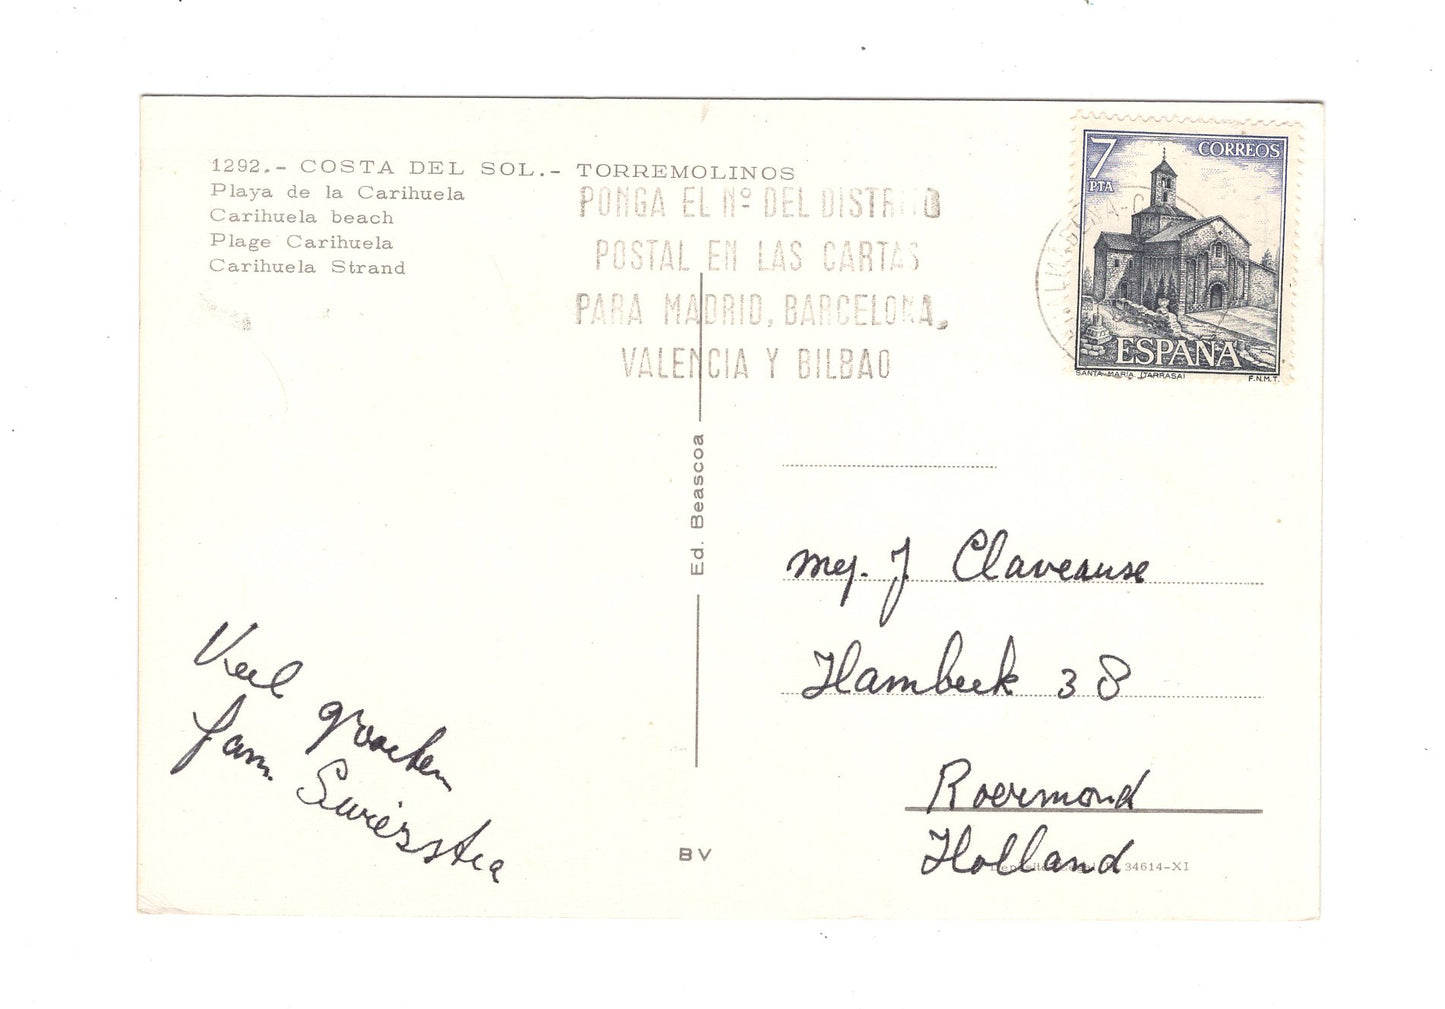 1292.- COSTA DEL SOL.- TORREMOLINOS
Playa de la Carihuela
Carihuela beach
Plage Carihuela
Carihuela Strand
PONGA EL Nº DEL DISTRITO
POSTAL EN LAS CARTAS
PARA MADRID, BARCELONA,
VALENCIA Y BILBAO
7 PTA
CORREOS
ESPAÑA
SANTA MARIA (TARRASA)
F.N.M.T.
Ed. Beascoa
Veel groeten
fam. Swierstra
mej. J. Claveause
Hambeek 38
Roermond
Holland
34614-XI
BV